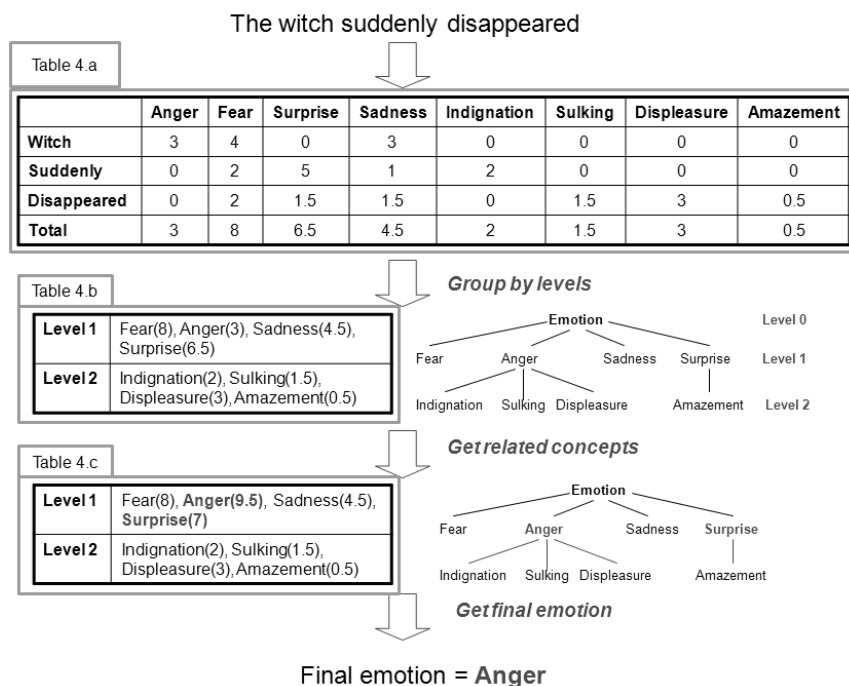 The witch suddenly disappeared
Table 4.a
Anger Fear Surprise Sadness Indignation Sulking Displeasure Amazement
Witch 3 4 0 3 0 0 0 0
Suddenly 0 2 5 1 2 0 0 0
Disappeared 0 2 1.5 1.5 0 1.5 3 0.5
Total 3 8 6.5 4.5 2 1.5 3 0.5
Group by levels
Table 4.b
Level 1 Fear(8), Anger(3), Sadness(4.5),
Surprise(6.5)
Level 2 Indignation(2), Sulking(1.5),
Displeasure(3), Amazement(0.5)
Emotion Level 0
Fear Anger Sadness Surprise Level 1
Indignation Sulking Displeasure Amazement Level 2
Get related concepts
Table 4.c
Level 1 Fear(8), Anger(9.5), Sadness(4.5),
Surprise(7)
Level 2 Indignation(2), Sulking(1.5),
Displeasure(3), Amazement(0.5)
Emotion
Fear Anger Sadness Surprise
Indignation Sulking Displeasure Amazement
Get final emotion
Final emotion = Anger